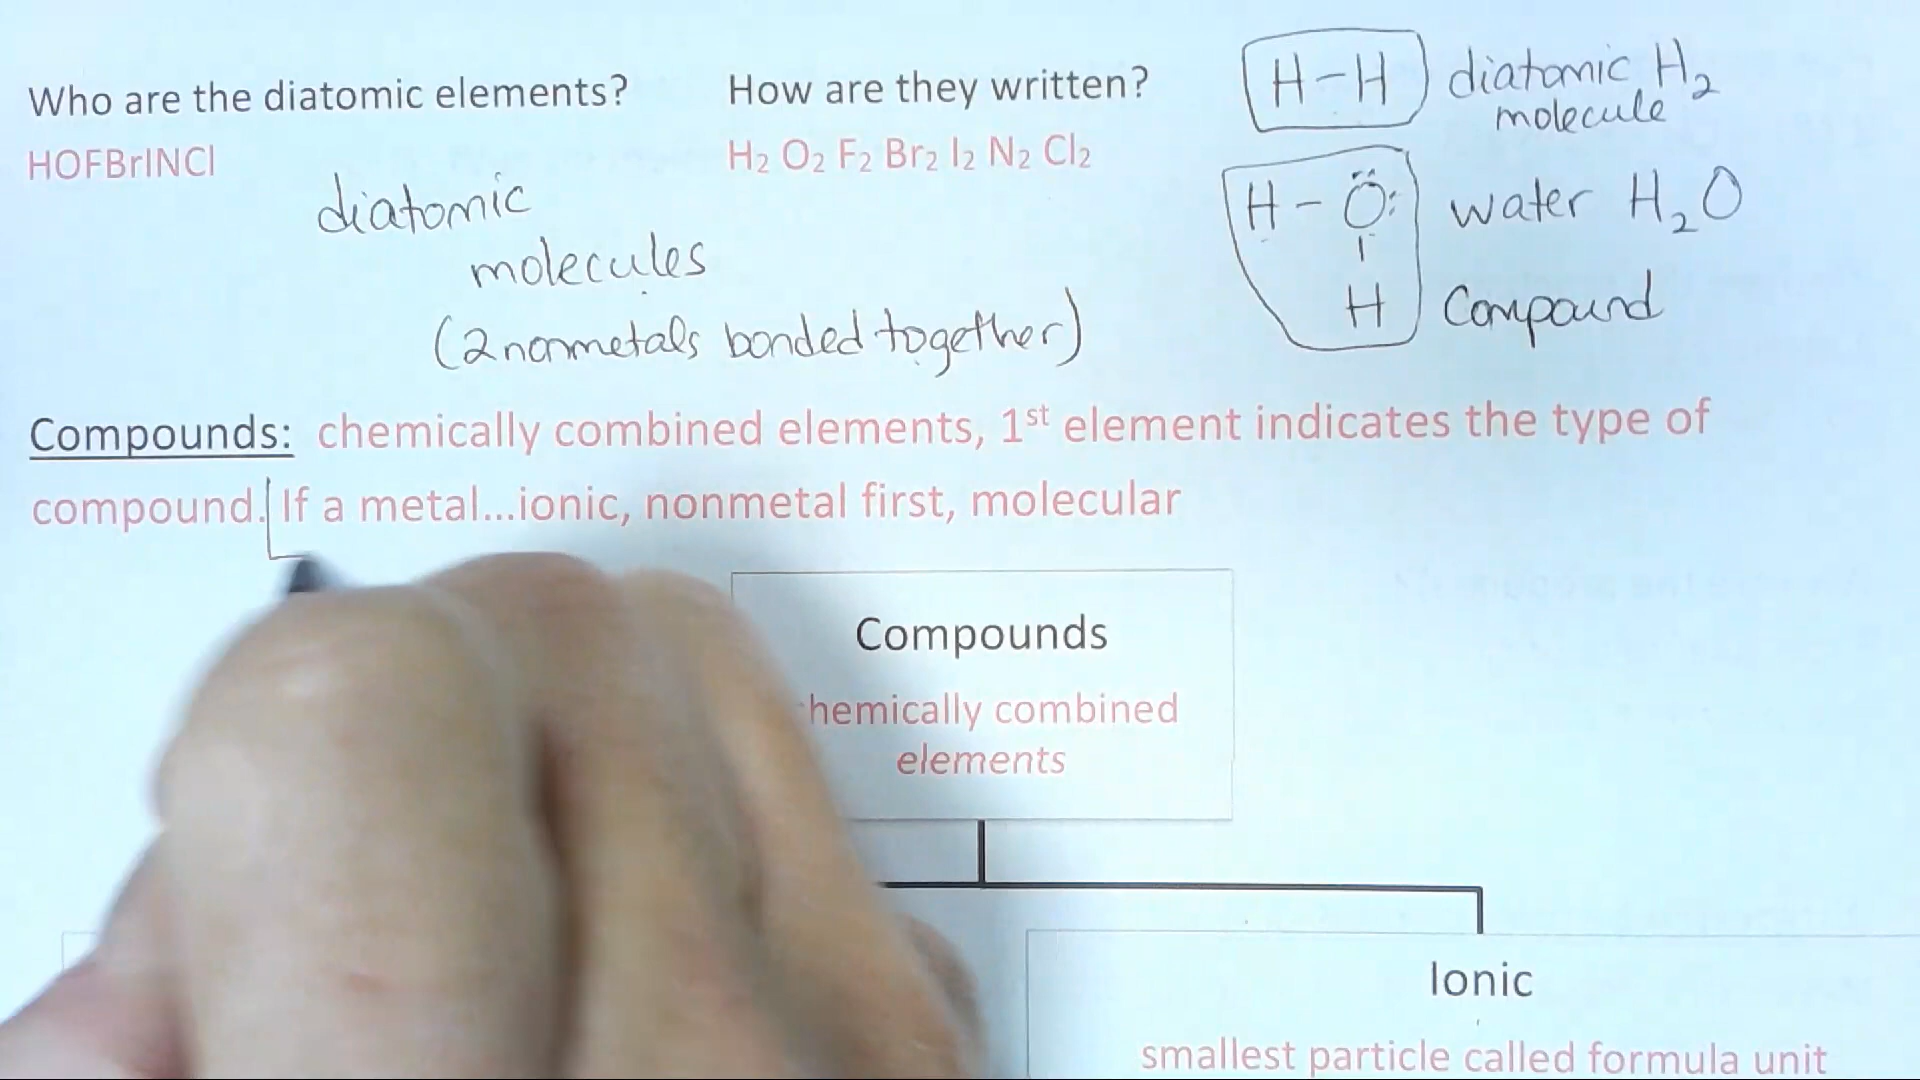 Who are the diatomic elements?
HOFBrINCl
How are they written?
H₂ O₂ F₂ Br₂ I₂ N₂ Cl₂
diatomic
molecules
(2 nonmetals bonded together)
H-H diatomic H₂
molecule
H-Ö: water H₂O
H Compound
Compounds: chemically combined elements, 1st element indicates the type of
compound. If a metal...ionic, nonmetal first, molecular
Compounds
hemically combined
elements
Ionic
smallest particle called formula unit